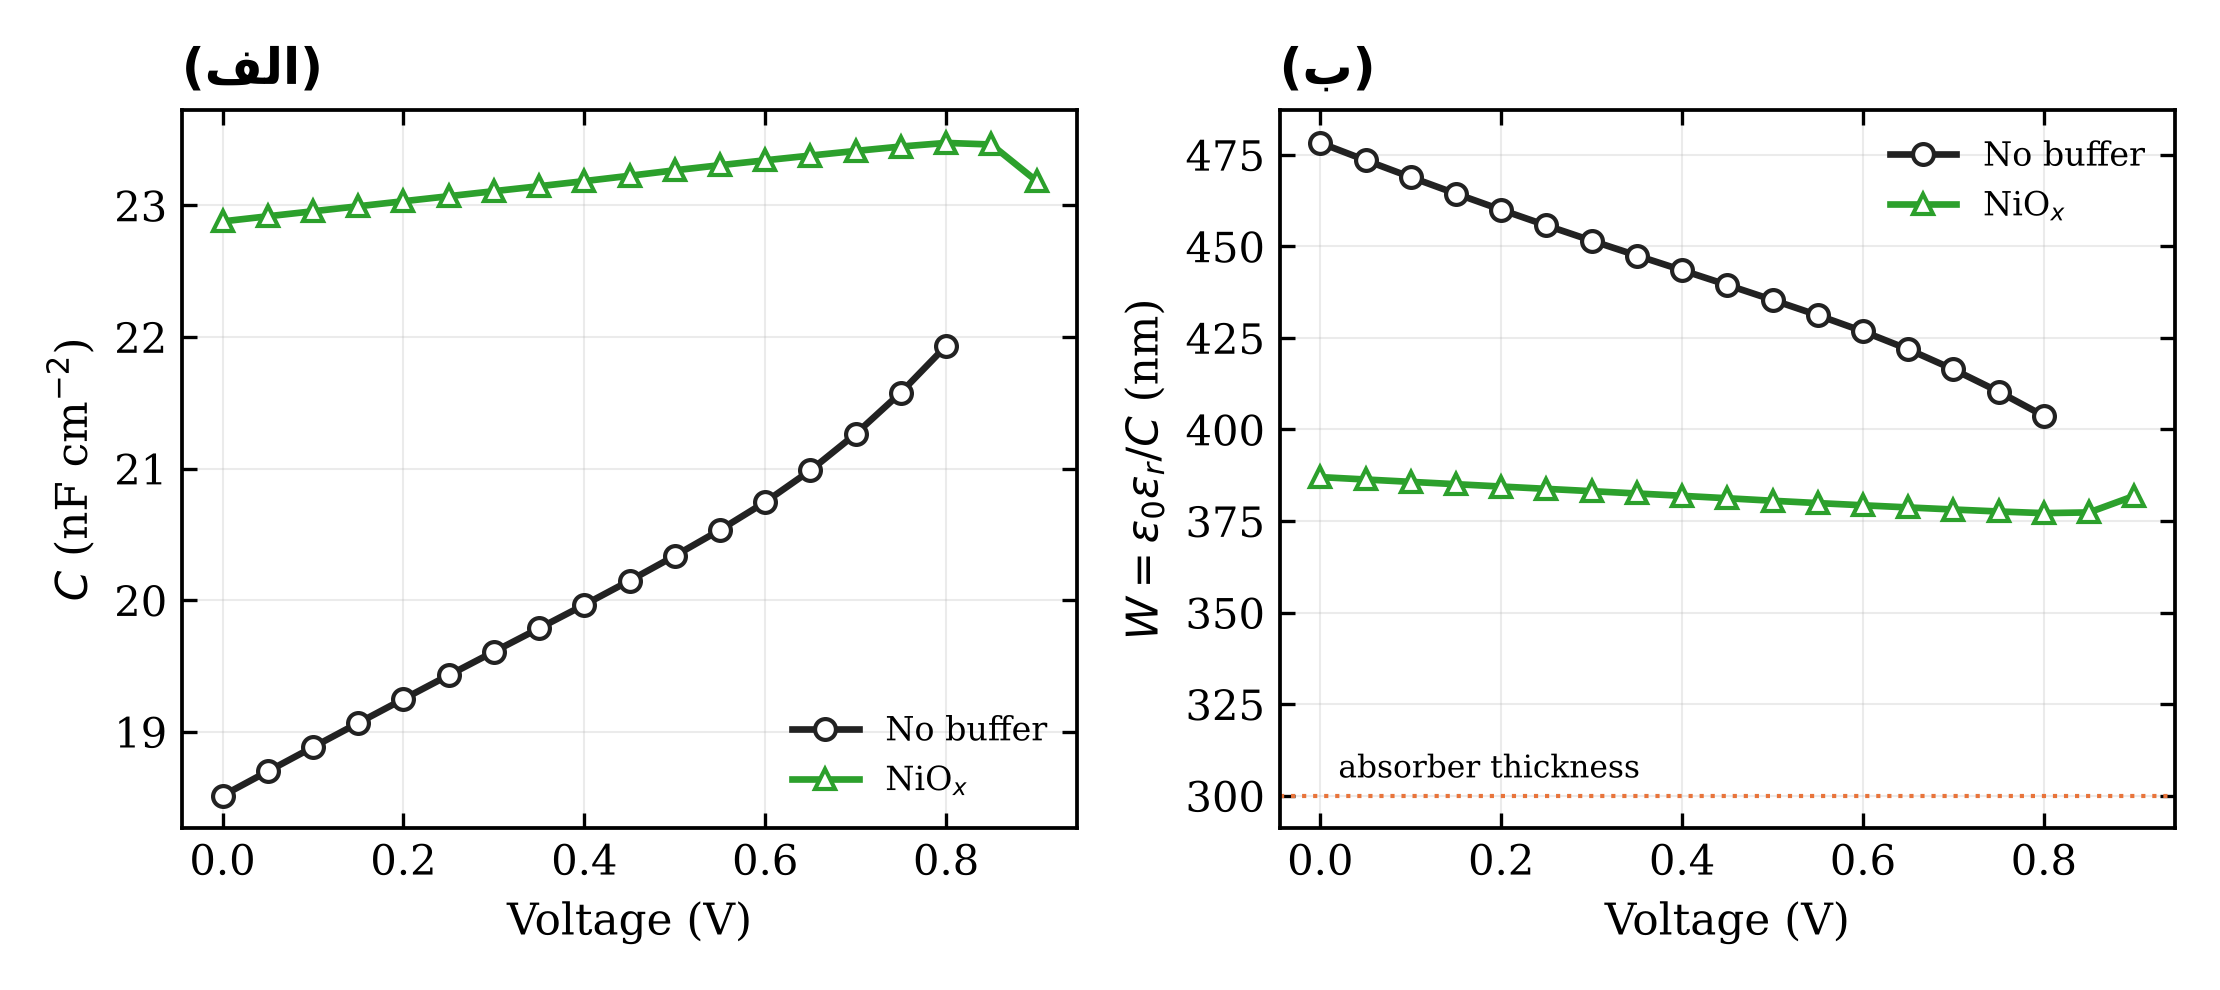 (الف)
C (nF cm⁻²)
23
22
21
20
19
No buffer
NiOₓ
0.0 0.2 0.4 0.6 0.8
Voltage (V)
(ب)
W = ε₀εᵣ/C (nm)
475
450
425
400
375
350
325
300
No buffer
NiOₓ
absorber thickness
0.0 0.2 0.4 0.6 0.8
Voltage (V)